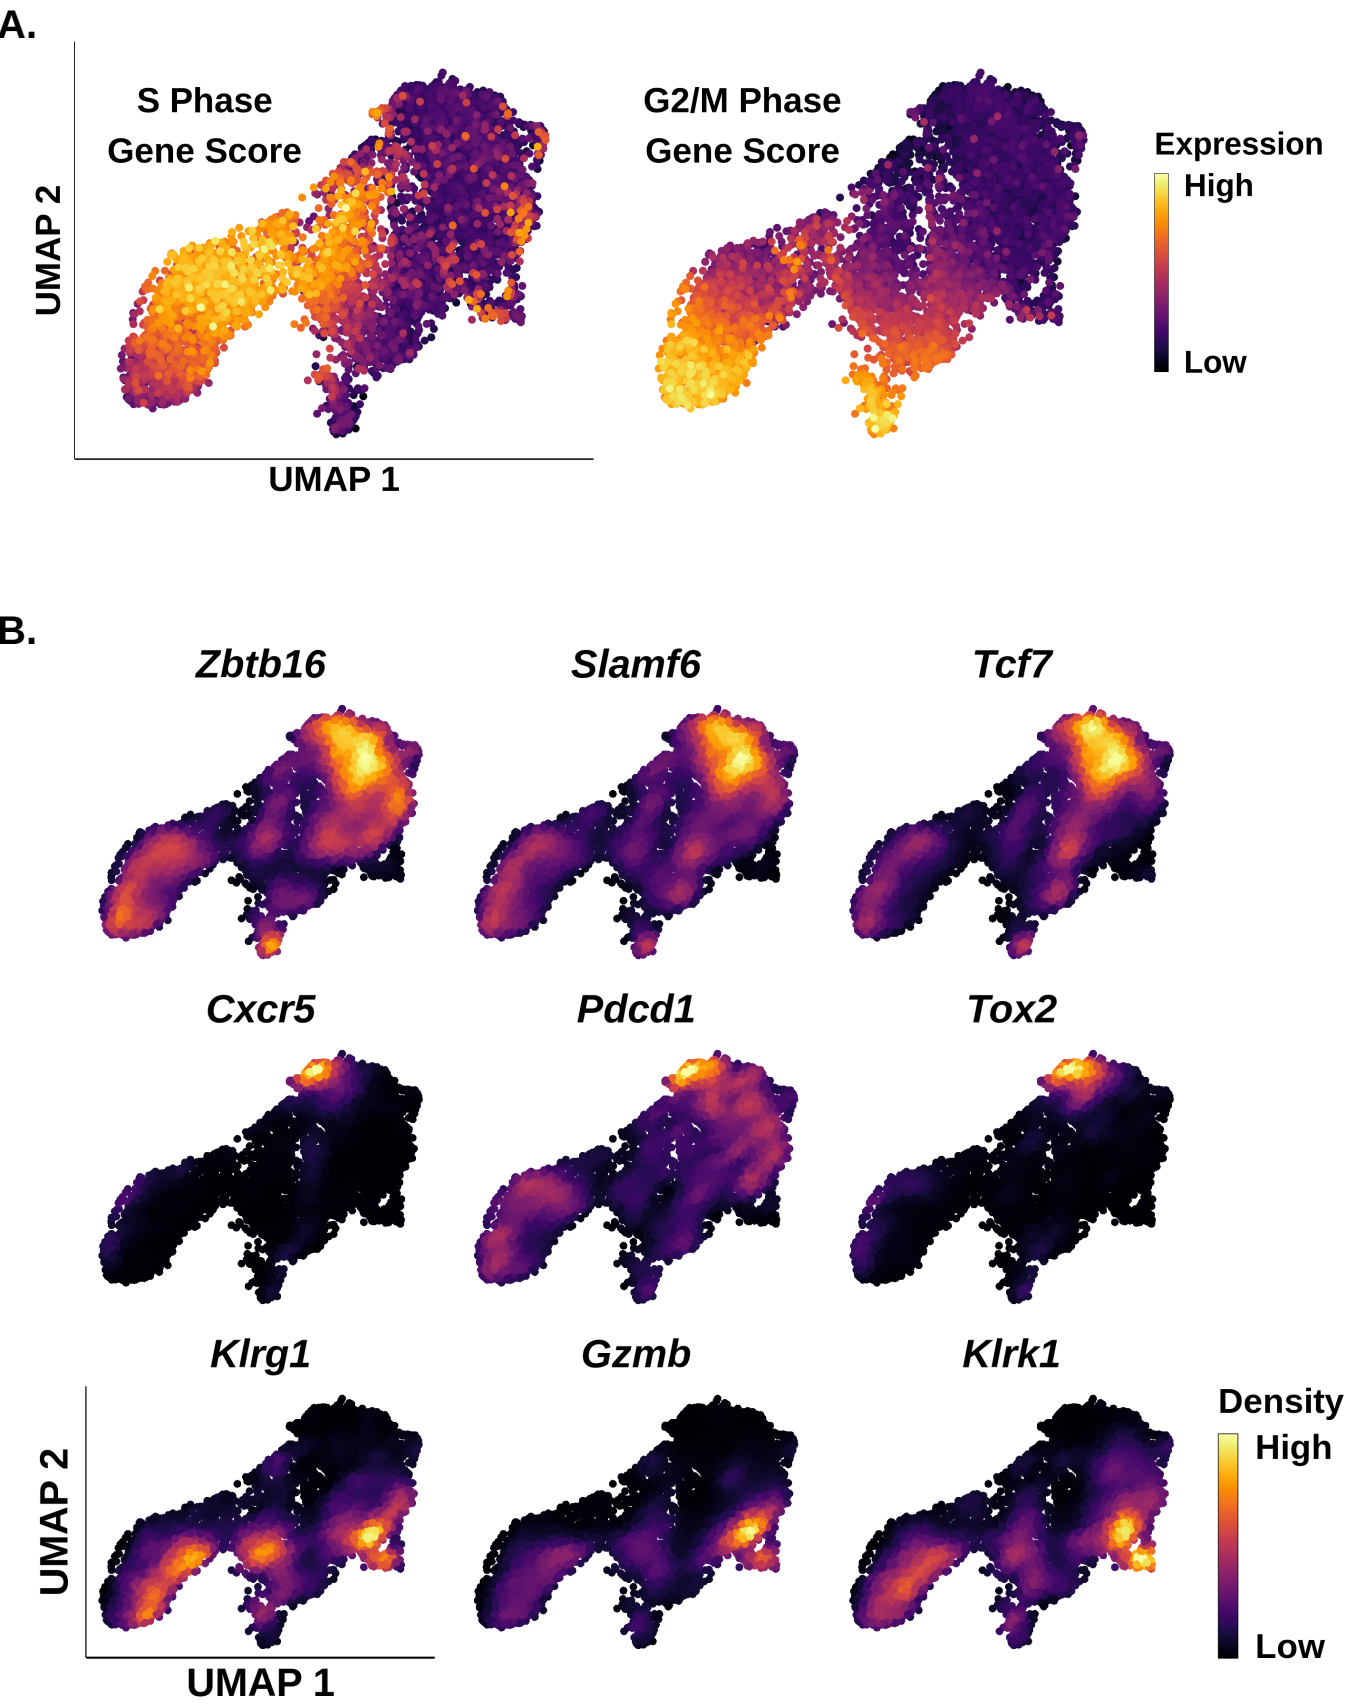 A.
S Phase
Gene Score
G2/M Phase
Gene Score
Expression
High
Low
UMAP 2
UMAP 1
B.
Zbtb16
Slamf6
Tcf7
Cxcr5
Pdcd1
Tox2
Klrg1
Gzmb
Klrk1
Density
High
Low
UMAP 2
UMAP 1